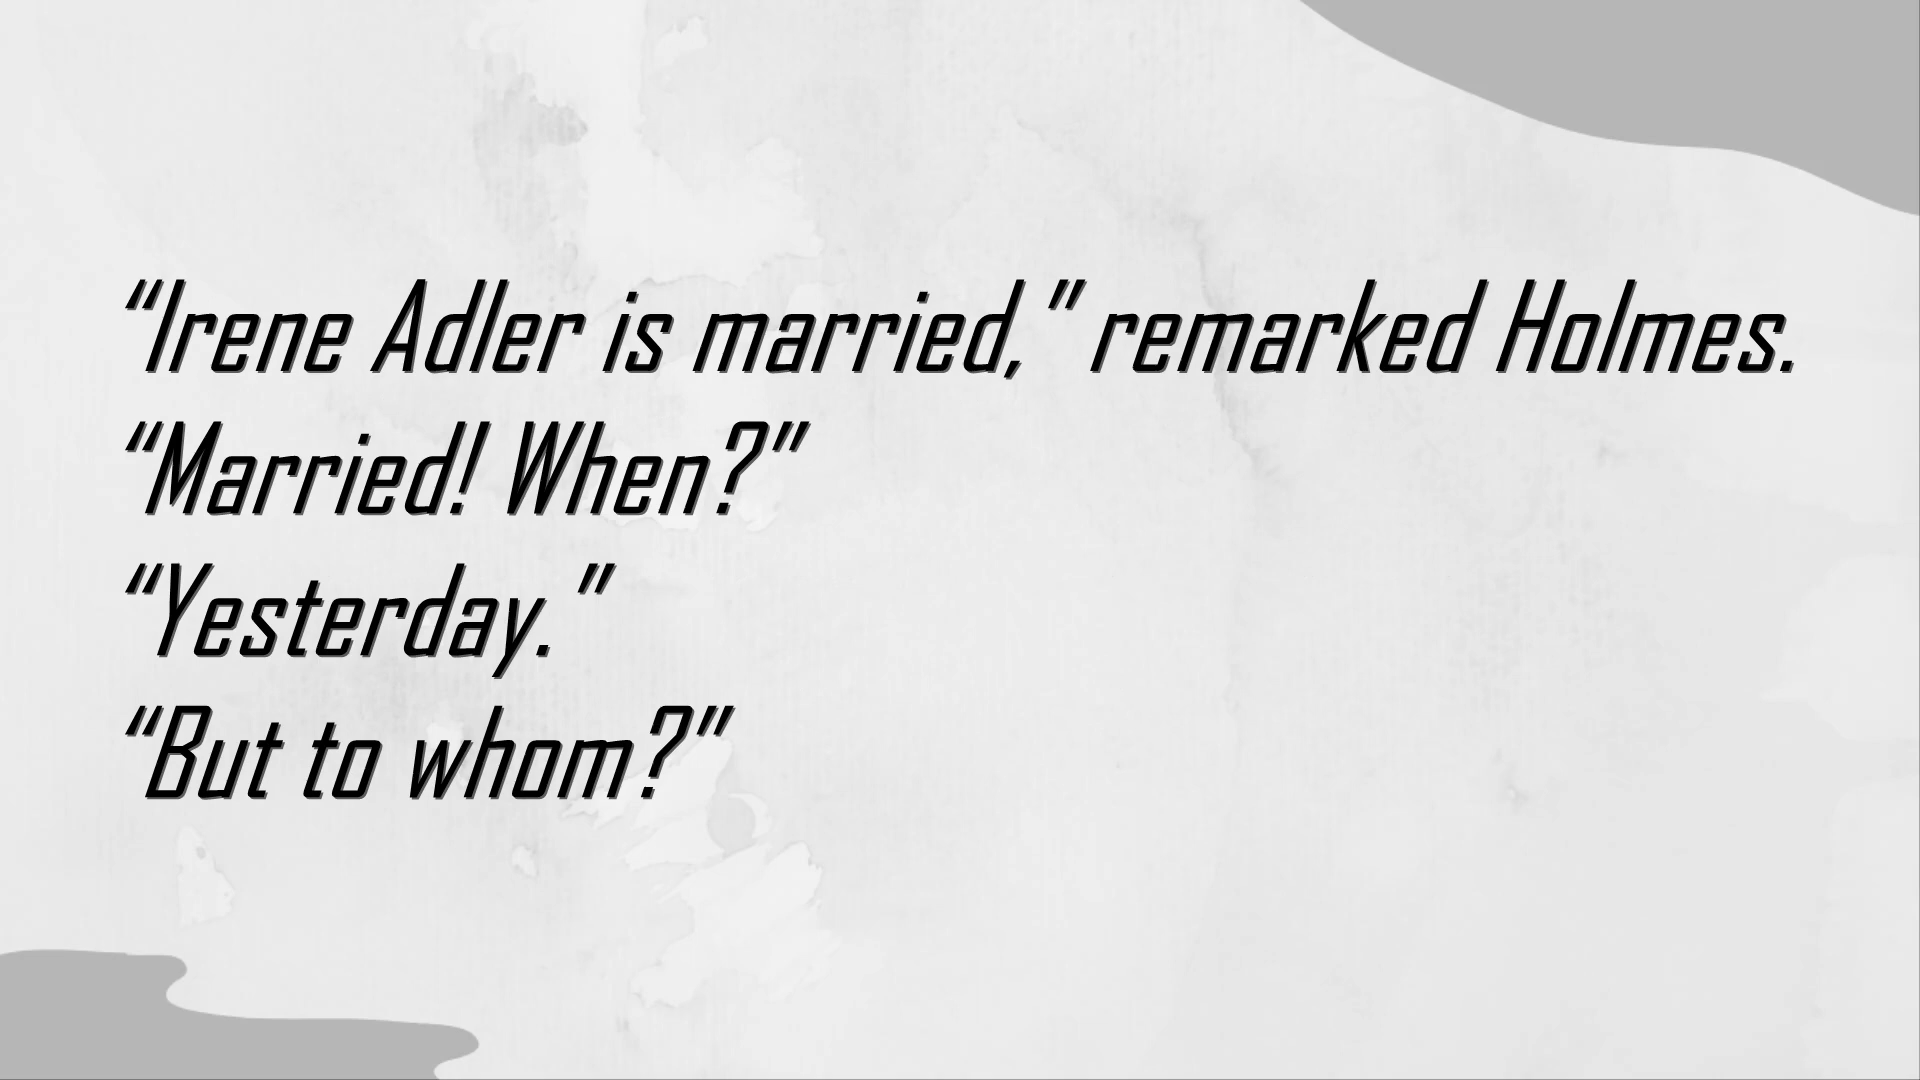 “Irene Adler is married,” remarked Holmes.
“Married! When?”
“Yesterday.”
“But to whom?”